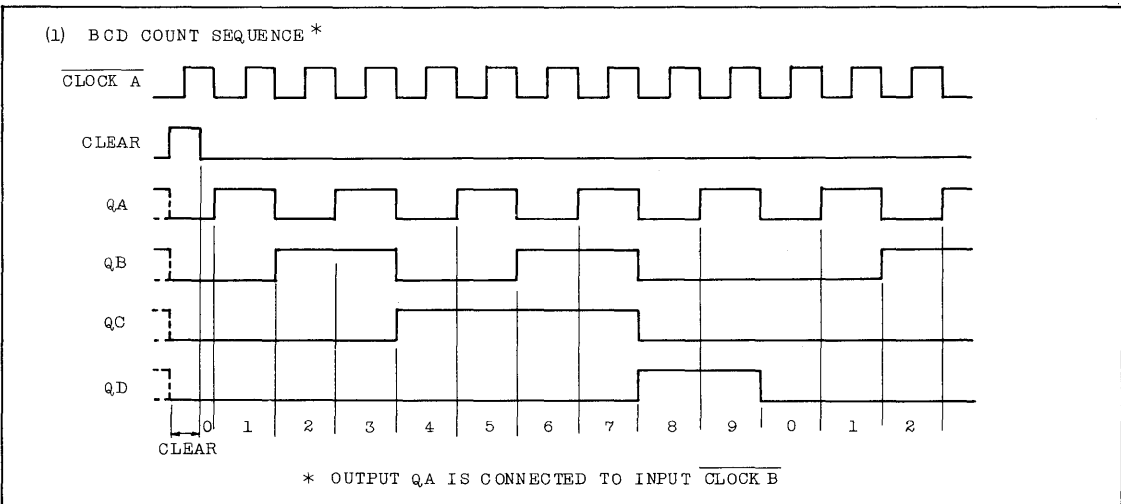 (1) BCD COUNT SEQUENCE *
CLOCK A
CLEAR
QA
QB
QC
QD
0 1 2 3 4 5 6 7 8 9 0 1 2
CLEAR
* OUTPUT QA IS CONNECTED TO INPUT CLOCK B